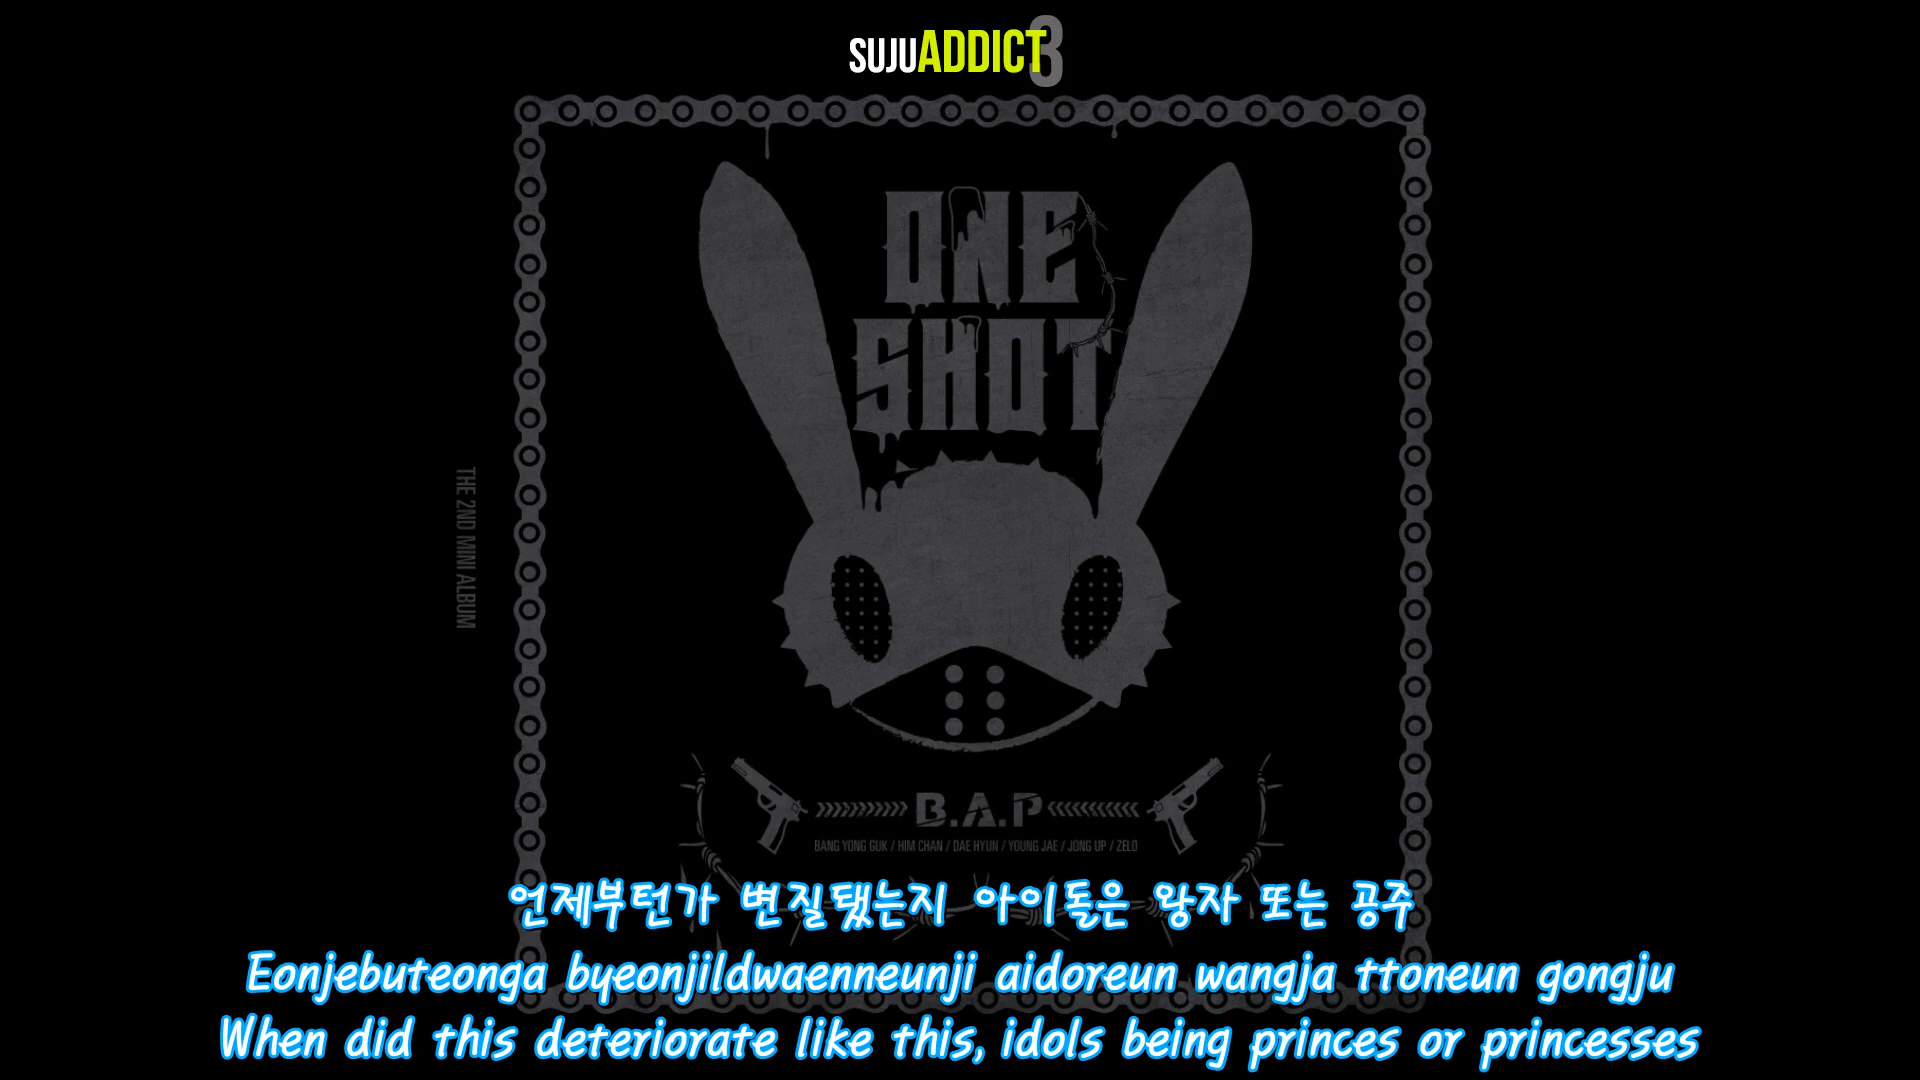 SUJUADDICT3
ONE
SHOT
THE 2ND MINI ALBUM
B.A.P
BANG YONG GUK / HIM CHAN / DAE HYUN / YOUNG JAE / JONG UP / ZELO
언제부턴가 변질됐는지 아이돌은 왕자 또는 공주
Eonjebuteonga byeonjildwaenneunji aidoreun wangja ttoneun gongju
When did this deteriorate like this, idols being princes or princesses